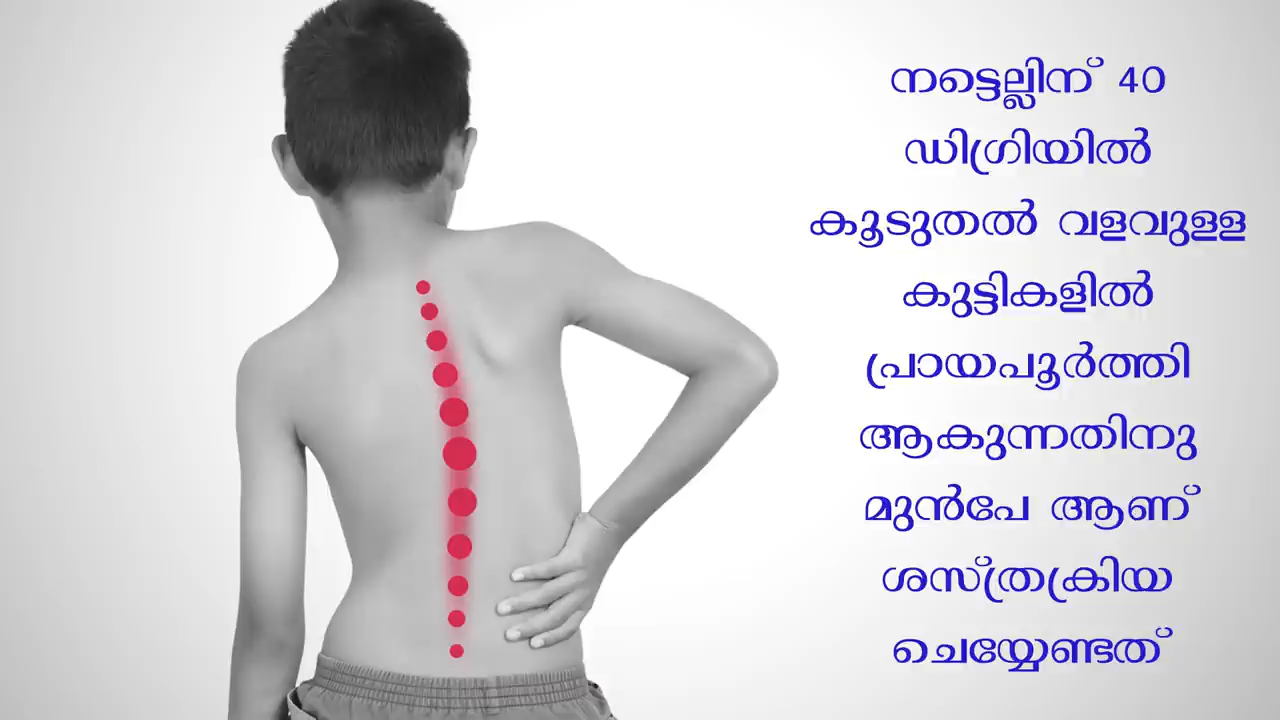 നട്ടെല്ലിന് 40
ഡിഗ്രിയിൽ
കൂടുതൽ വളവുള്ള
കുട്ടികളിൽ
പ്രായപൂർത്തി
ആകുന്നതിനു
മുൻപേ ആണ്
ശസ്ത്രക്രിയ
ചെയ്യേണ്ടത്